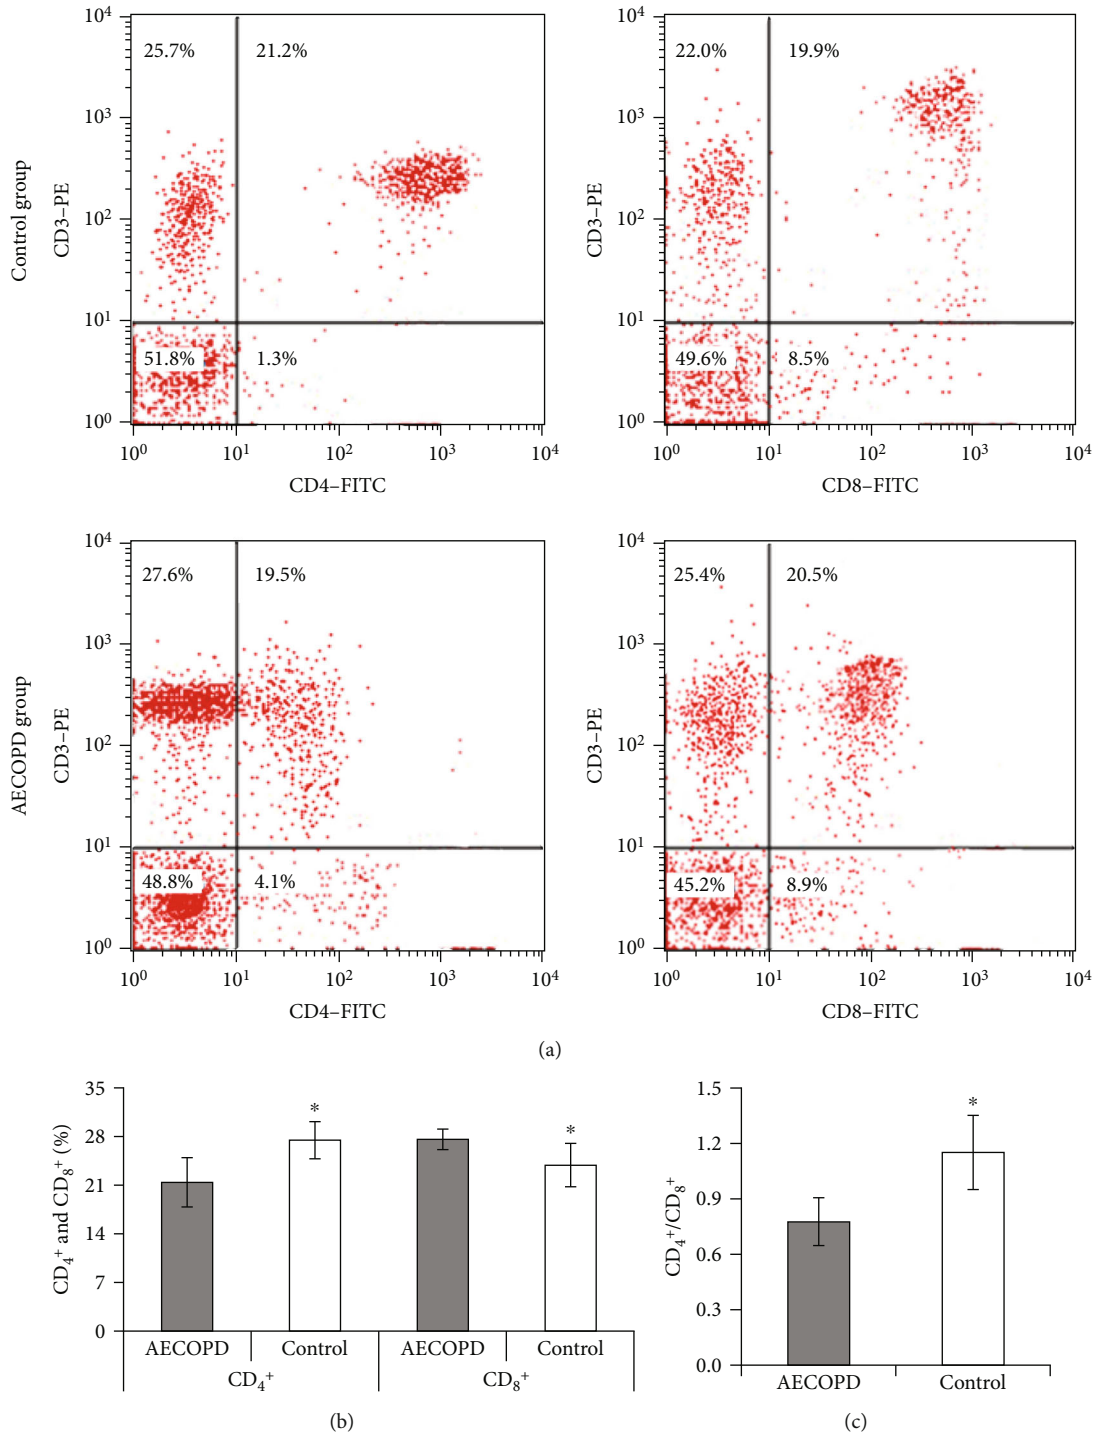 Control group
CD3–PE
10⁴
10³
10²
10¹
10⁰
25.7%
21.2%
51.8%
1.3%
10⁰ 10¹ 10² 10³ 10⁴
CD4–FITC
CD3–PE
10⁴
10³
10²
10¹
10⁰
22.0%
19.9%
49.6%
8.5%
10⁰ 10¹ 10² 10³ 10⁴
CD8–FITC
AECOPD group
CD3–PE
10⁴
10³
10²
10¹
10⁰
27.6%
19.5%
48.8%
4.1%
10⁰ 10¹ 10² 10³ 10⁴
CD4–FITC
CD3–PE
10⁴
10³
10²
10¹
10⁰
25.4%
20.5%
45.2%
8.9%
10⁰ 10¹ 10² 10³ 10⁴
CD8–FITC
(a)
CD₄⁺ and CD₈⁺ (%)
35
28
21
14
7
0
*
*
AECOPD Control AECOPD Control
CD₄⁺ CD₈⁺
(b)
CD₄⁺/CD₈⁺
1.5
1.2
0.9
0.6
0.3
0.0
*
AECOPD Control
(c)